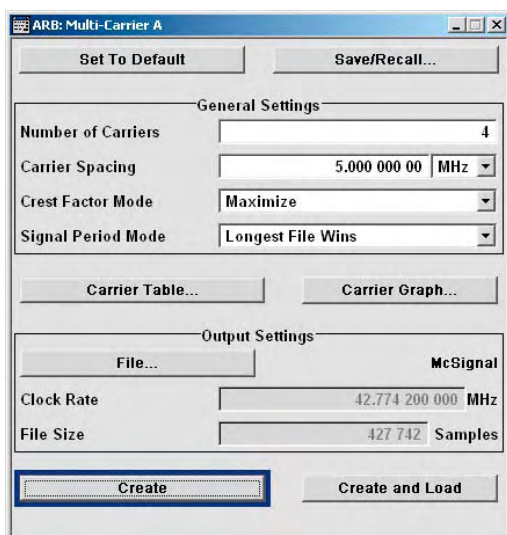 ARB: Multi-Carrier A
Set To Default Save/Recall...
General Settings
Number of Carriers 4
Carrier Spacing 5.000 000 00 MHz
Crest Factor Mode Maximize
Signal Period Mode Longest File Wins
Carrier Table... Carrier Graph...
Output Settings
File... McSignal
Clock Rate 42.774 200 000 MHz
File Size 427 742 Samples
Create Create and Load